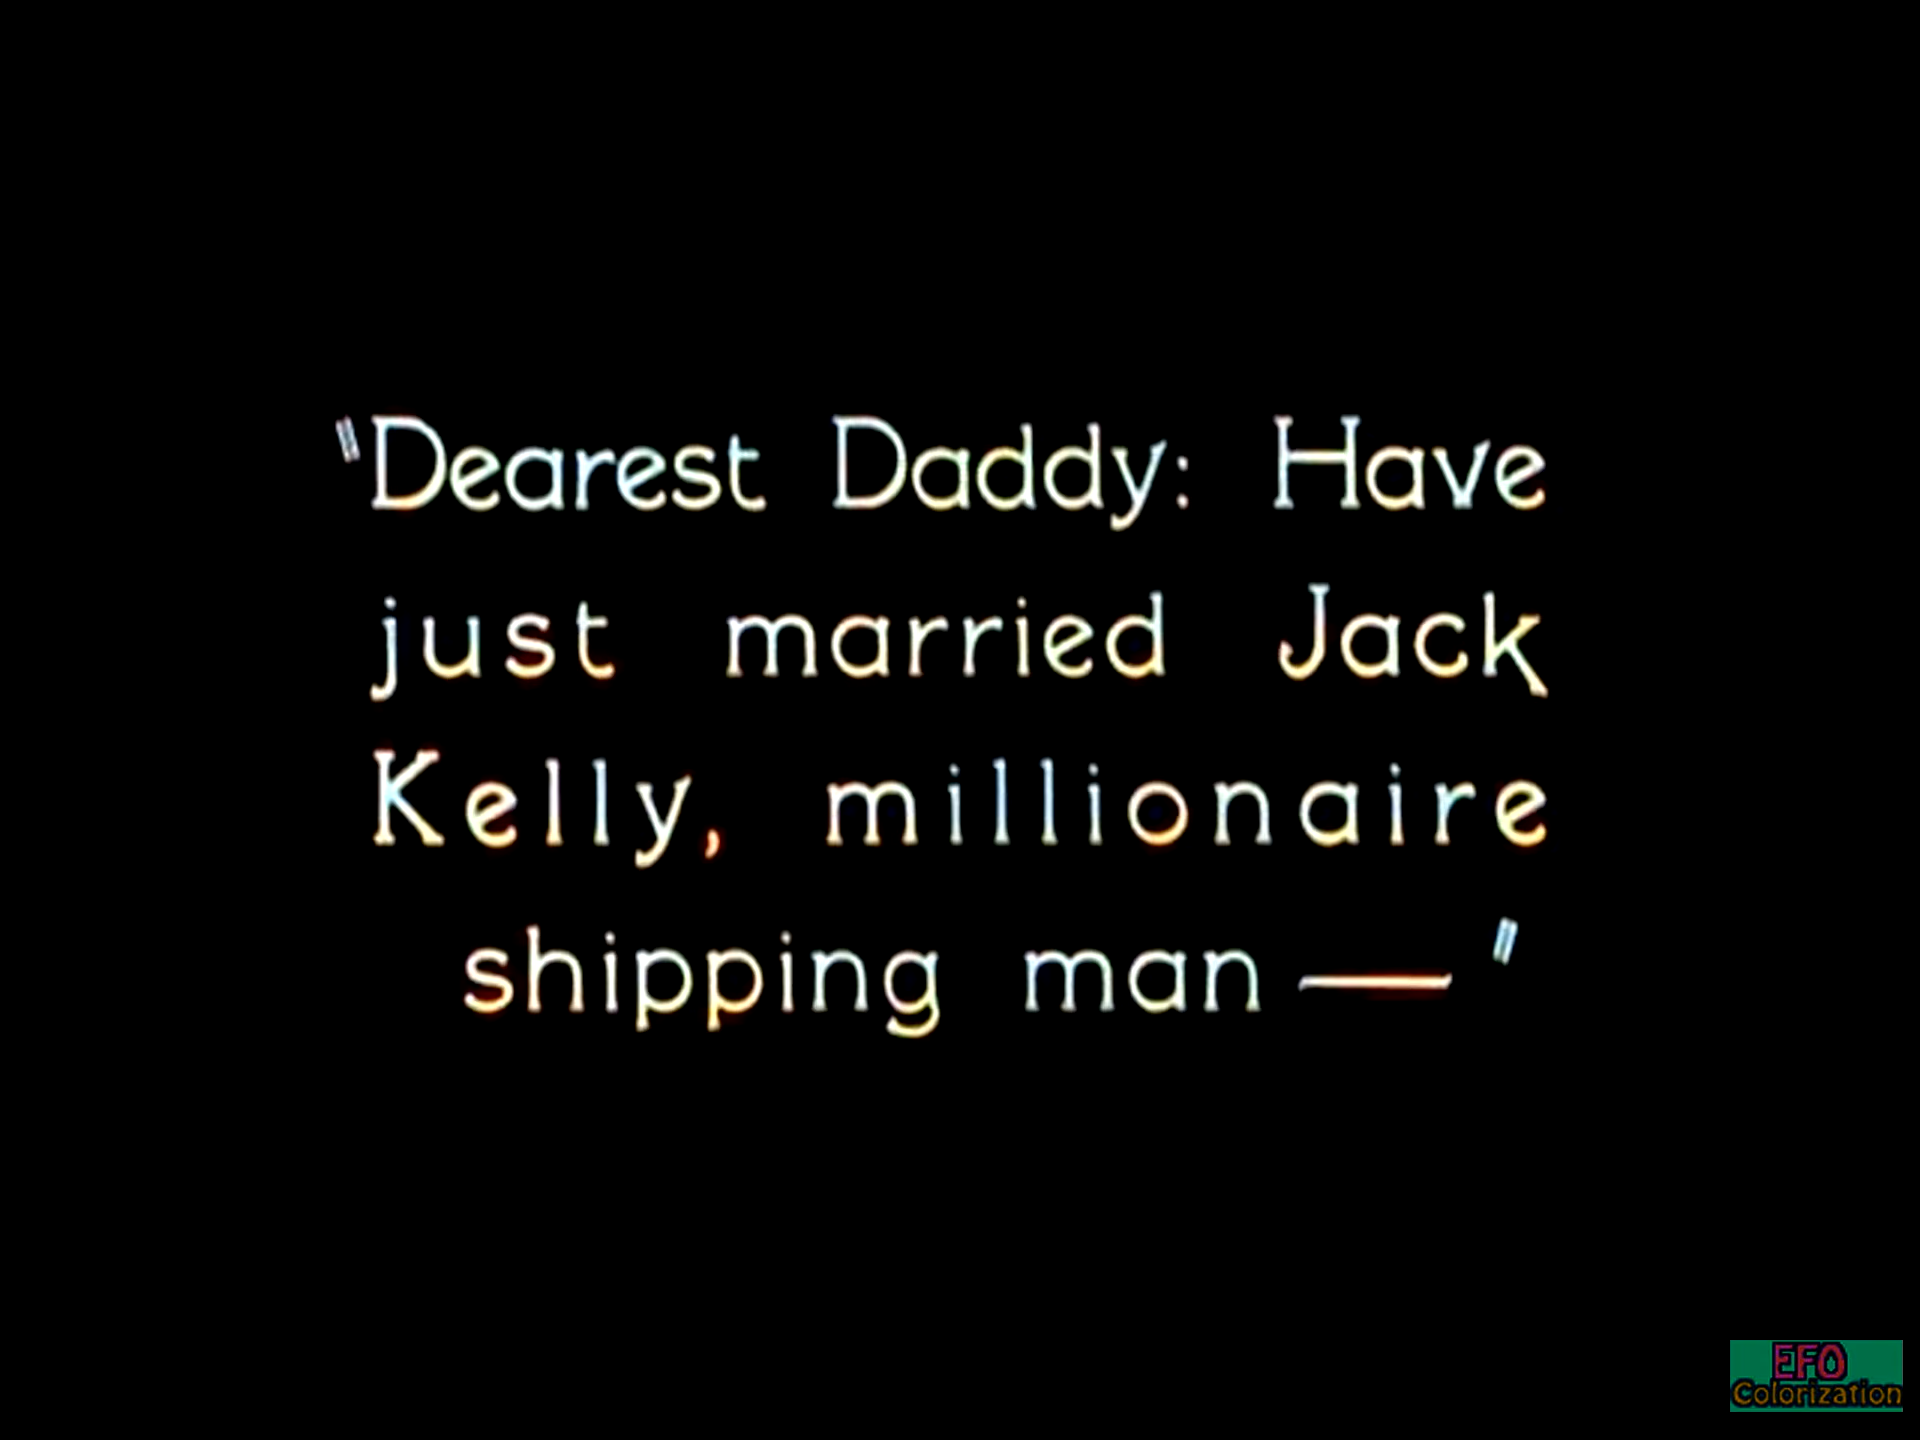 "Dearest Daddy: Have
just married Jack
Kelly, millionaire
shipping man—"
EFO
Colorization